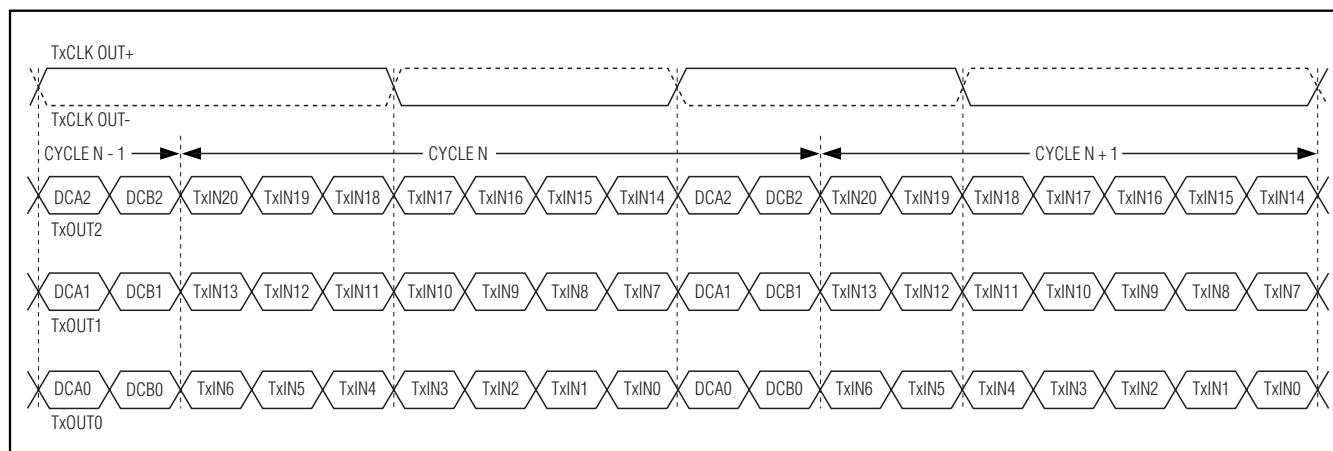 TxCLK OUT+
TxCLK OUT-
CYCLE N - 1 CYCLE N CYCLE N + 1
DCA2 DCB2 TxIN20 TxIN19 TxIN18 TxIN17 TxIN16 TxIN15 TxIN14 DCA2 DCB2 TxIN20 TxIN19 TxIN18 TxIN17 TxIN16 TxIN15 TxIN14
TxOUT2
DCA1 DCB1 TxIN13 TxIN12 TxIN11 TxIN10 TxIN9 TxIN8 TxIN7 DCA1 DCB1 TxIN13 TxIN12 TxIN11 TxIN10 TxIN9 TxIN8 TxIN7
TxOUT1
DCA0 DCB0 TxIN6 TxIN5 TxIN4 TxIN3 TxIN2 TxIN1 TxIN0 DCA0 DCB0 TxIN6 TxIN5 TxIN4 TxIN3 TxIN2 TxIN1 TxIN0
TxOUT0